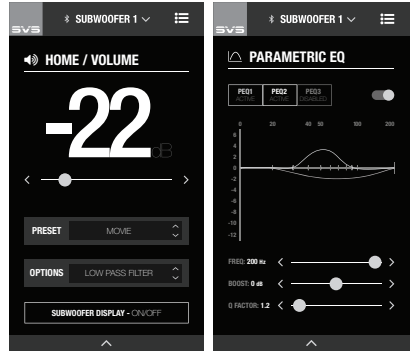 SVS
SUBWOOFER 1
HOME / VOLUME
-22 dB
PRESET MOVIE
OPTIONS LOW PASS FILTER
SUBWOOFER DISPLAY - ON/OFF
SVS
SUBWOOFER 1
PARAMETRIC EQ
PEQ1 PEQ2 PEQ3
ACTIVE ACTIVE DISABLED
0 20 40 50 100 200
6
4
2
0
-2
-4
-6
-8
-10
-12
FREQ: 200 Hz
BOOST: 0 dB
Q FACTOR: 1.2